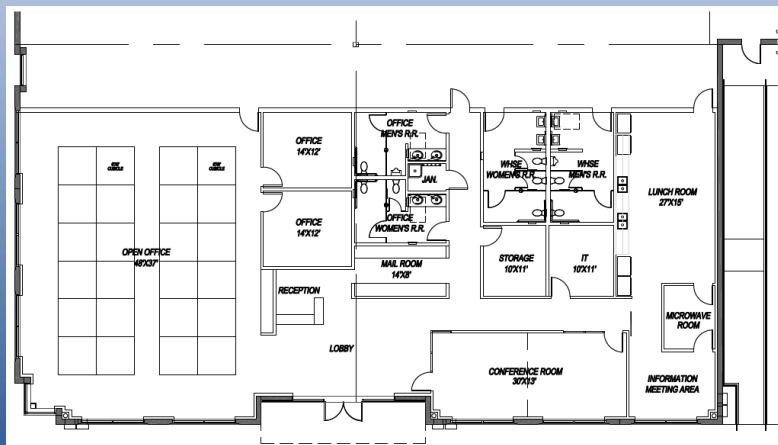 OFFICE
MEN'S R.R.
OFFICE
14'X12'
JAN.
WHSE
WOMEN'S R.R.
WHSE
MEN'S R.R.
LUNCH ROOM
27'X15'
CUBICLE
CUBICLE
OFFICE
14'X12'
OFFICE
WOMEN'S R.R.
OPEN OFFICE
48'X37'
MAIL ROOM
14'X8'
STORAGE
10'X11'
IT
10'X11'
RECEPTION
MICROWAVE
ROOM
LOBBY
CONFERENCE ROOM
30'X13'
INFORMATION
MEETING AREA